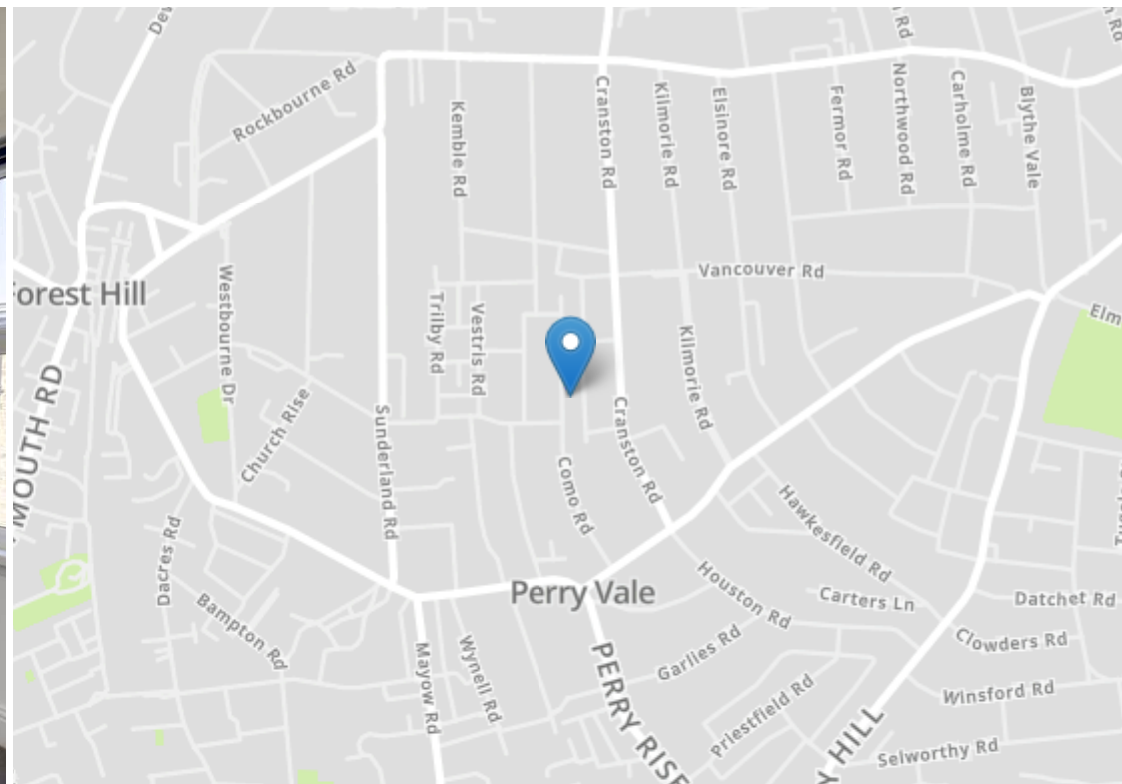 Rockbourne Rd
Kemble Rd
Cranston Rd
Kilmorie Rd
Elsinore Rd
Fermor Rd
Northwood Rd
Carholme Rd
Blythe Vale
Rd
Vancouver Rd
Forest Hill
Westbourne Dr
Trilby Rd
Vestris Rd
Kilmorie Rd
Elm
MOUTH RD
Church Rise
Sunderland Rd
Cranston Rd
Como Rd
Hawkesfield Rd
Dacres Rd
Bampton Rd
Perry Vale
Houston Rd
Carters Ln
Datchet Rd
Clowders Rd
Mayow Rd
Wynell Rd
PERRY RISE
Garlies Rd
Priestfield Rd
Winsford Rd
Y HILL
Selworthy Rd